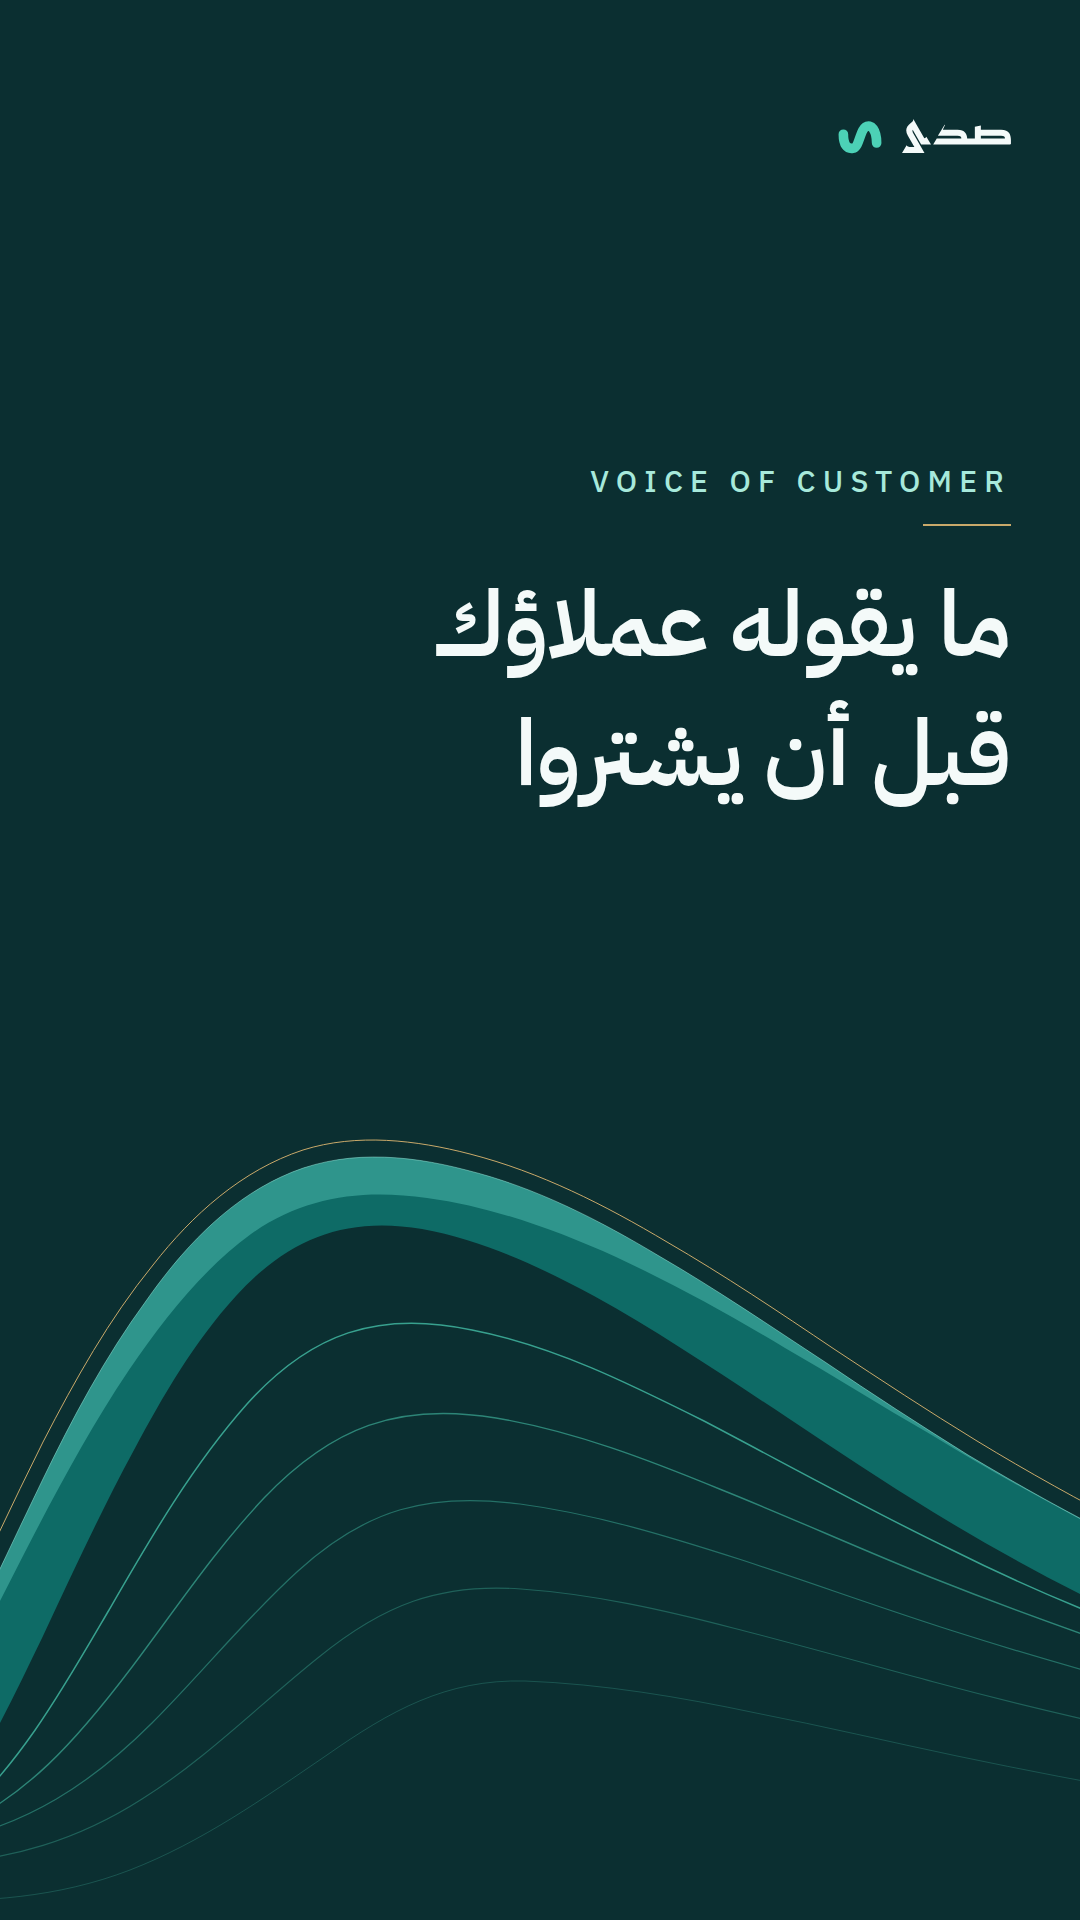 صدى
VOICE OF CUSTOMER
ما يقوله عملاؤك
قبل أن يشتروا